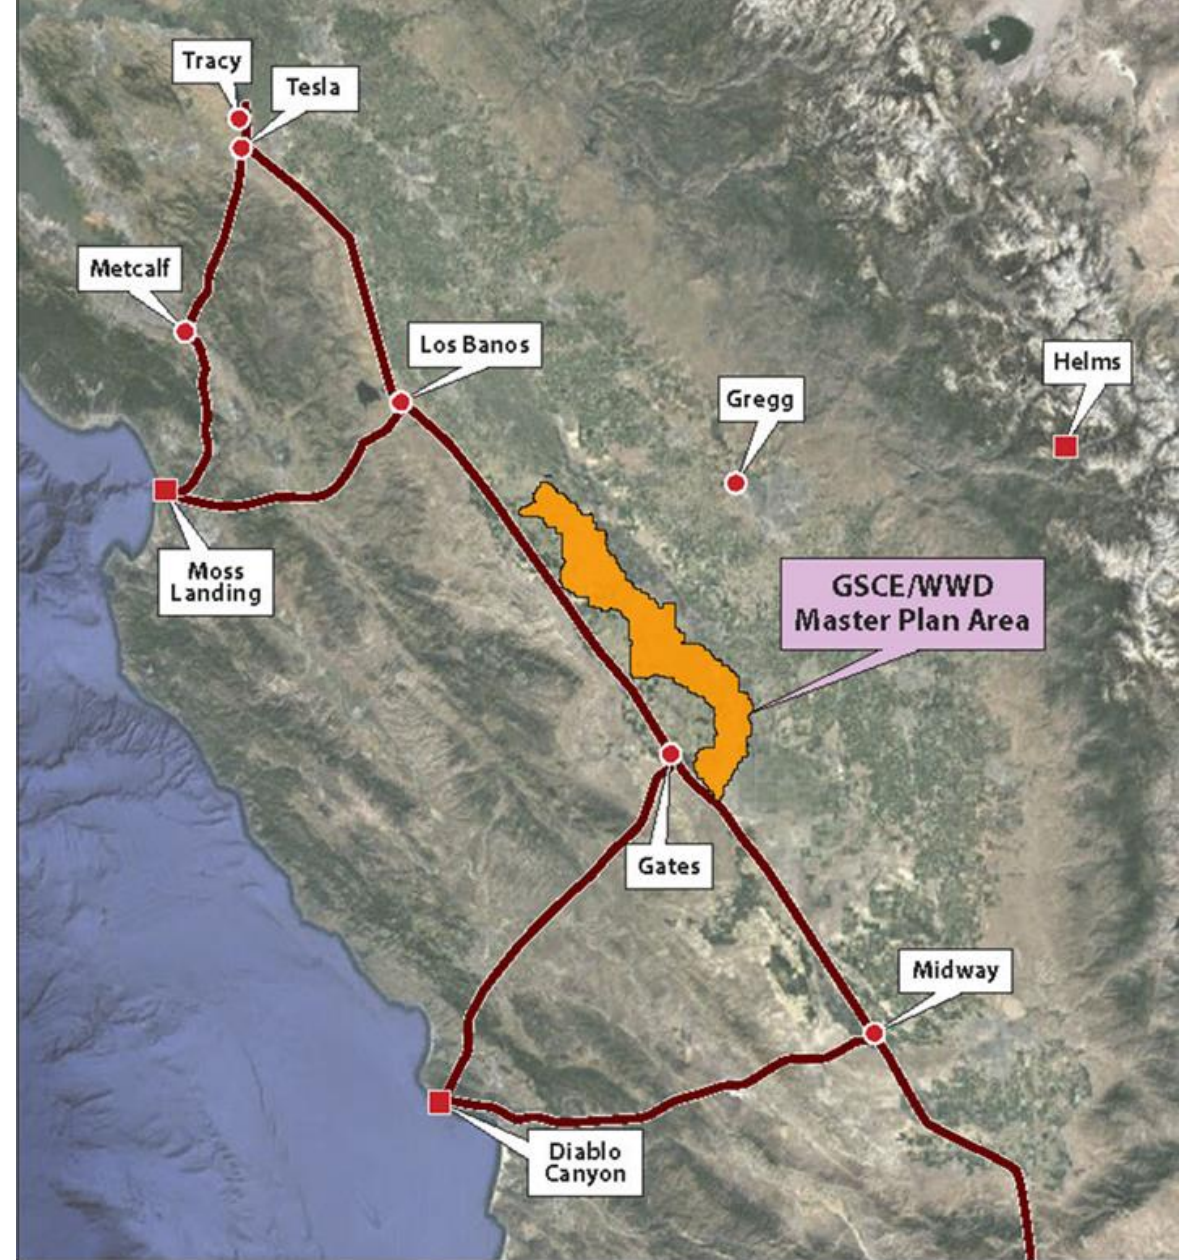 Tracy
Tesla
Metcalf
Los Banos
Helms
Gregg
Moss
Landing
GSCE/WWD
Master Plan Area
Gates
Midway
Diablo
Canyon